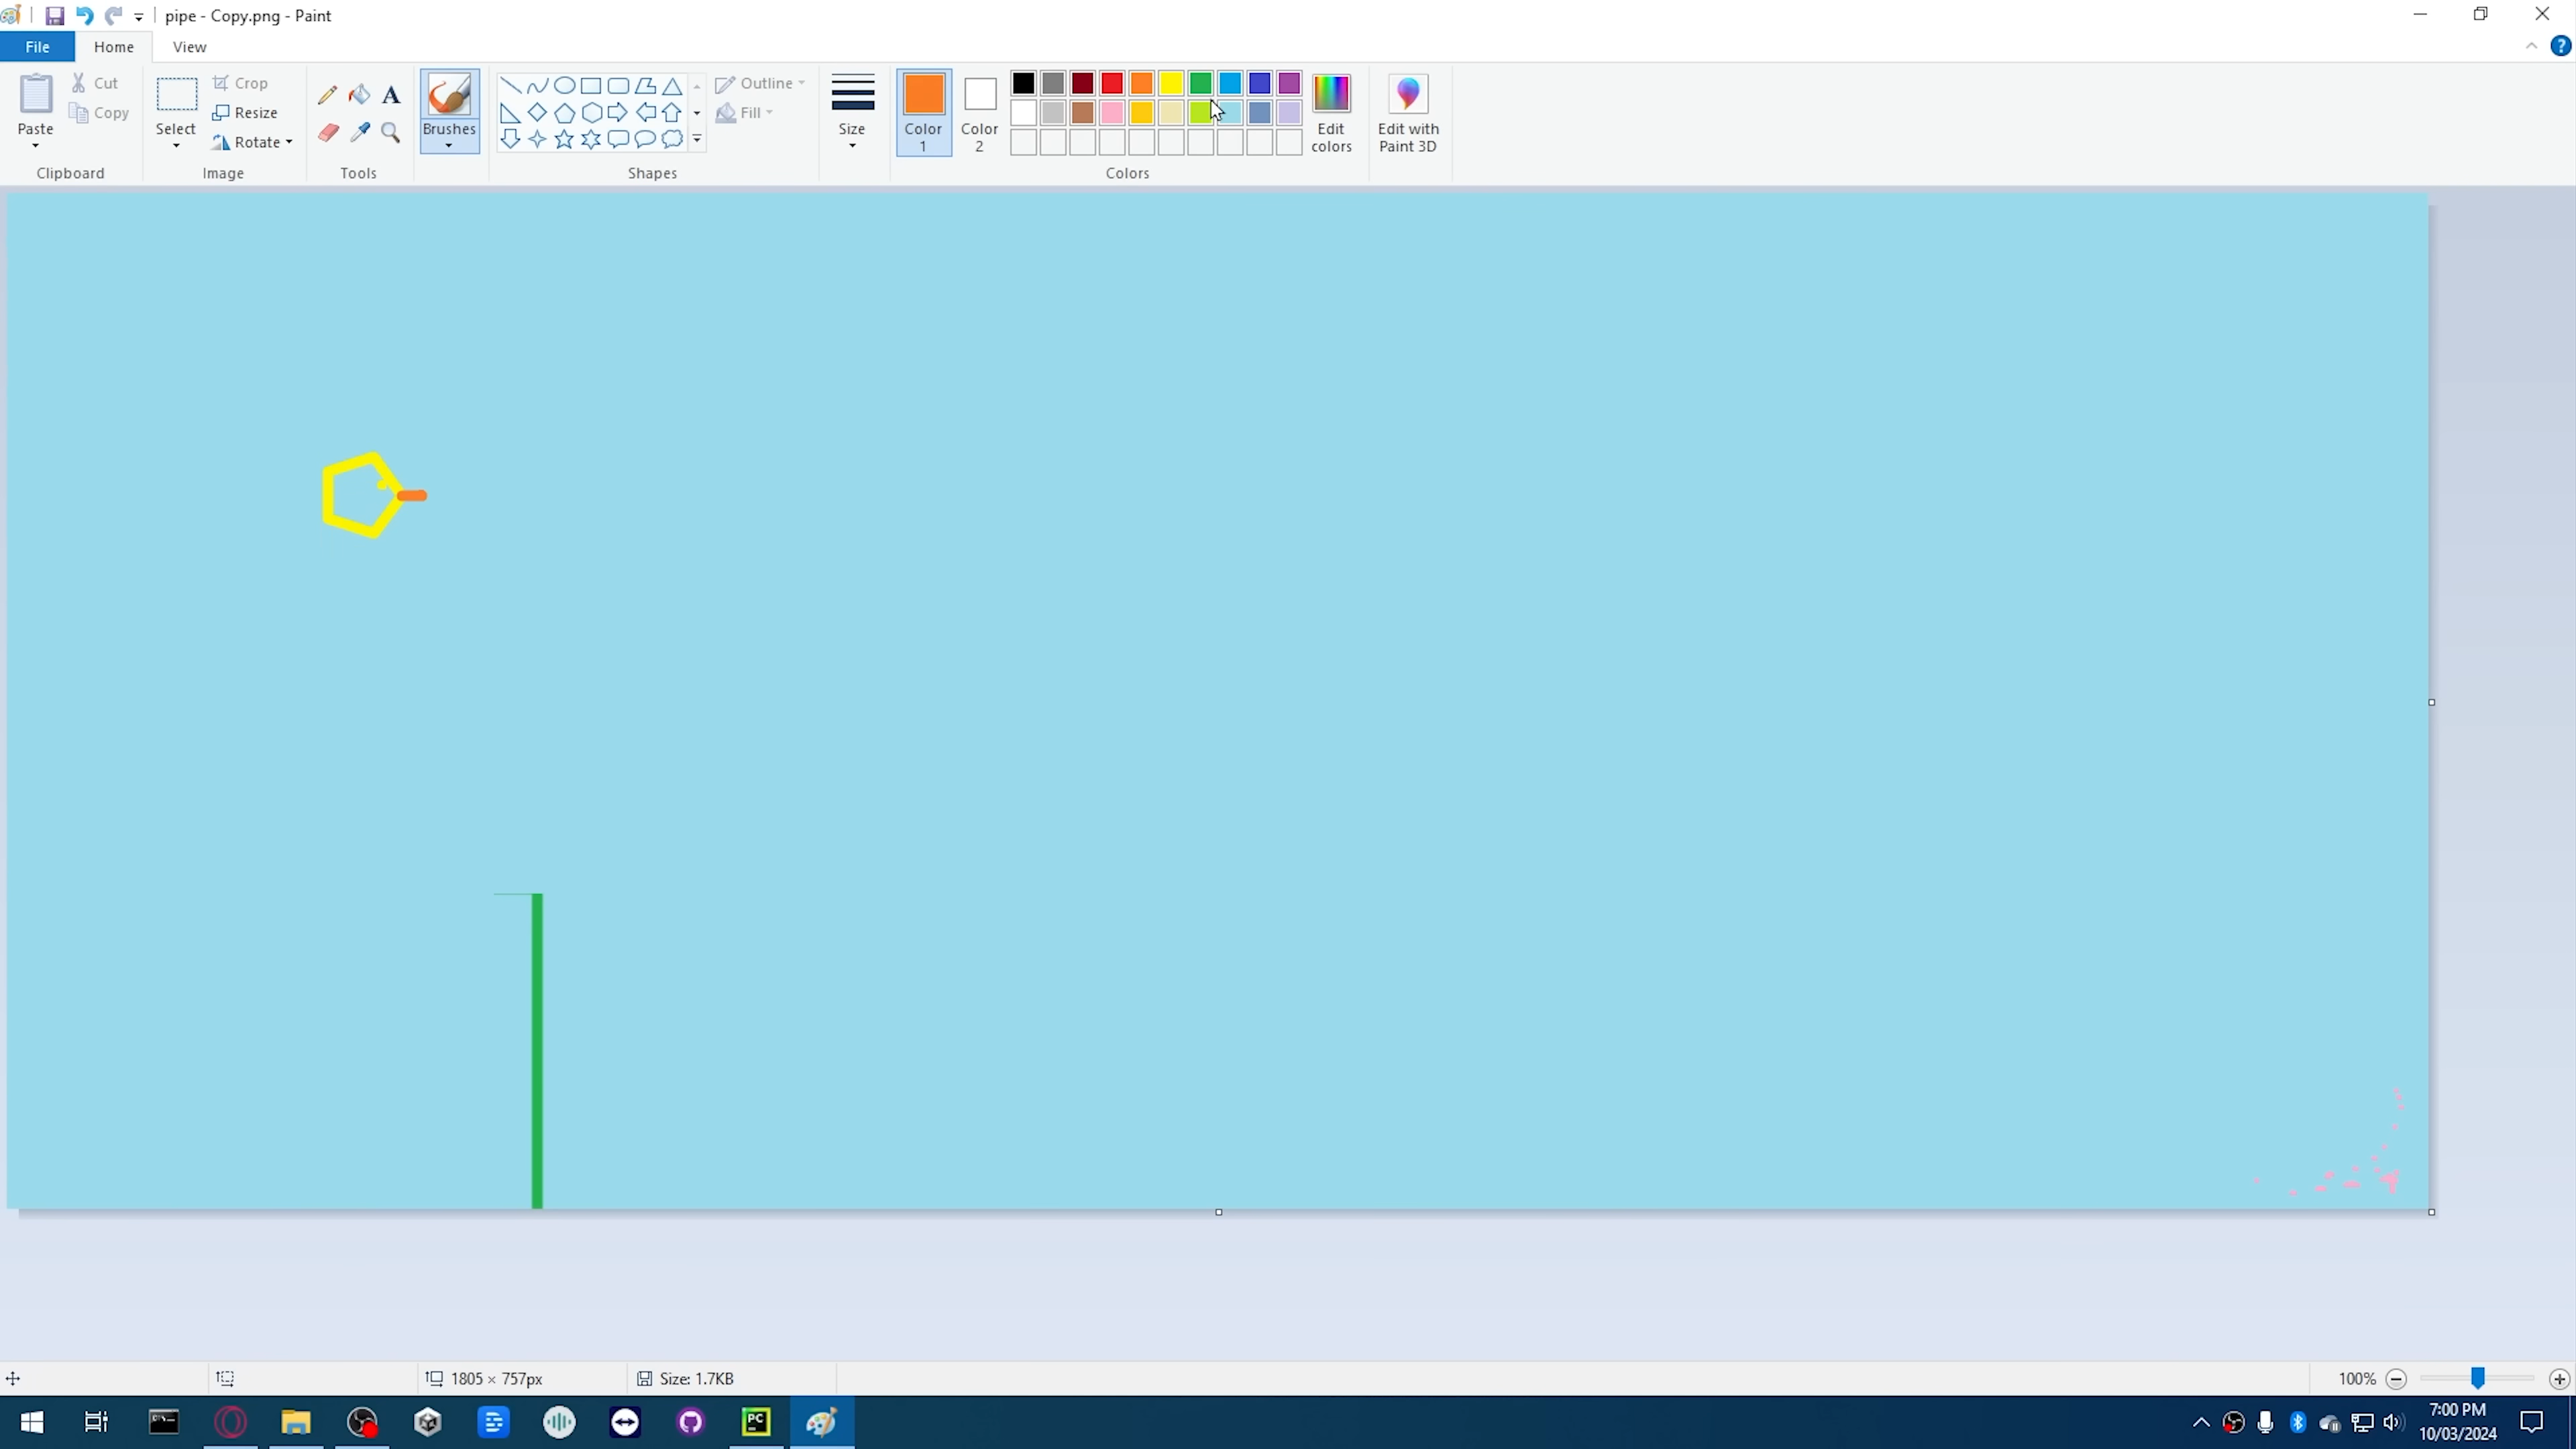 pipe - Copy.png - Paint
File Home View
Paste
Cut
Copy
Clipboard
Select
Crop
Resize
Rotate
Image
A
Tools
Brushes
Outline
Fill
Shapes
Size
Color 1
Color 2
Edit colors
Colors
Edit with Paint 3D
1805 × 757px
Size: 1.7KB
100%
PC
7:00 PM
10/03/2024